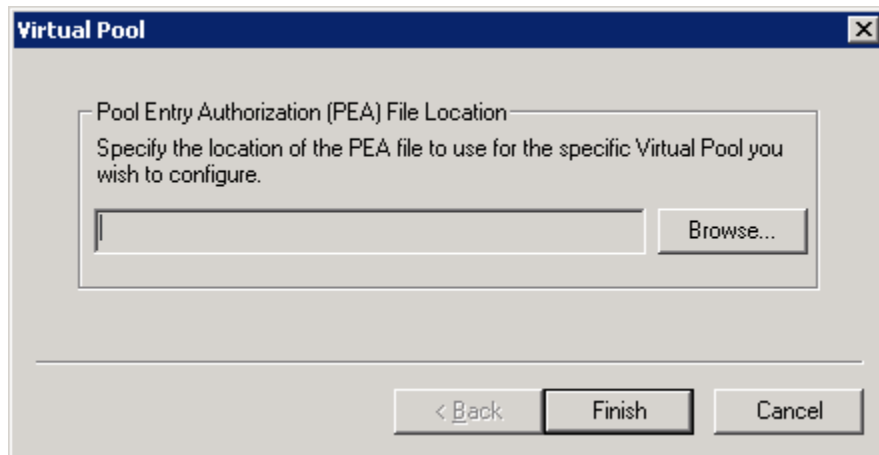 Virtual Pool
Pool Entry Authorization (PEA) File Location
Specify the location of the PEA file to use for the specific Virtual Pool you
wish to configure.
Browse...
< Back
Finish
Cancel